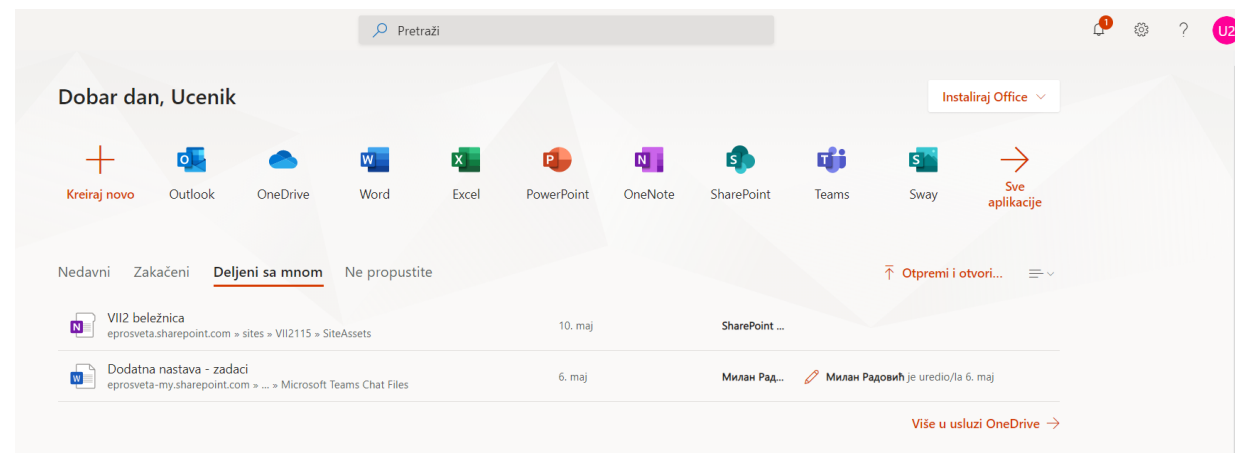 Pretraži
1
U2
Dobar dan, Ucenik
Instaliraj Office
Kreiraj novo
Outlook
OneDrive
Word
Excel
PowerPoint
OneNote
SharePoint
Teams
Sway
Sve
aplikacije
Nedavni Zakačeni Deljeni sa mnom Ne propustite
Otpremi i otvori...
VII2 beležnica
eprosveta.sharepoint.com » sites » VII2115 » SiteAssets
10. maj
SharePoint ...
Dodatna nastava - zadaci
eprosveta-my.sharepoint.com » ... » Microsoft Teams Chat Files
6. maj
Милан Рад...
Милан Радовић je uredio/la 6. maj
Više u usluzi OneDrive